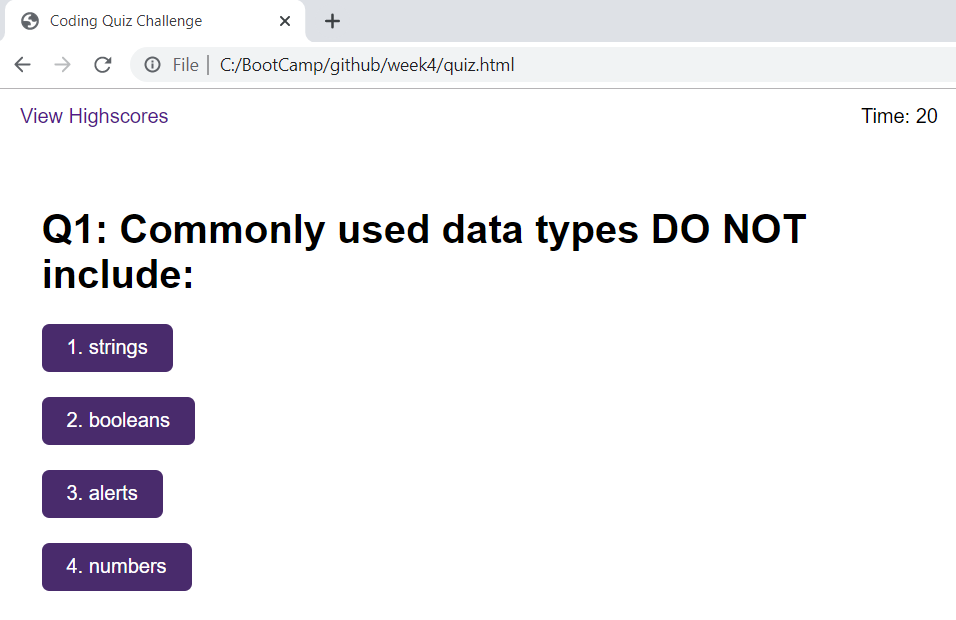 Coding Quiz Challenge
File | C:/BootCamp/github/week4/quiz.html
View Highscores
Time: 20
Q1: Commonly used data types DO NOT
include:
1. strings
2. booleans
3. alerts
4. numbers